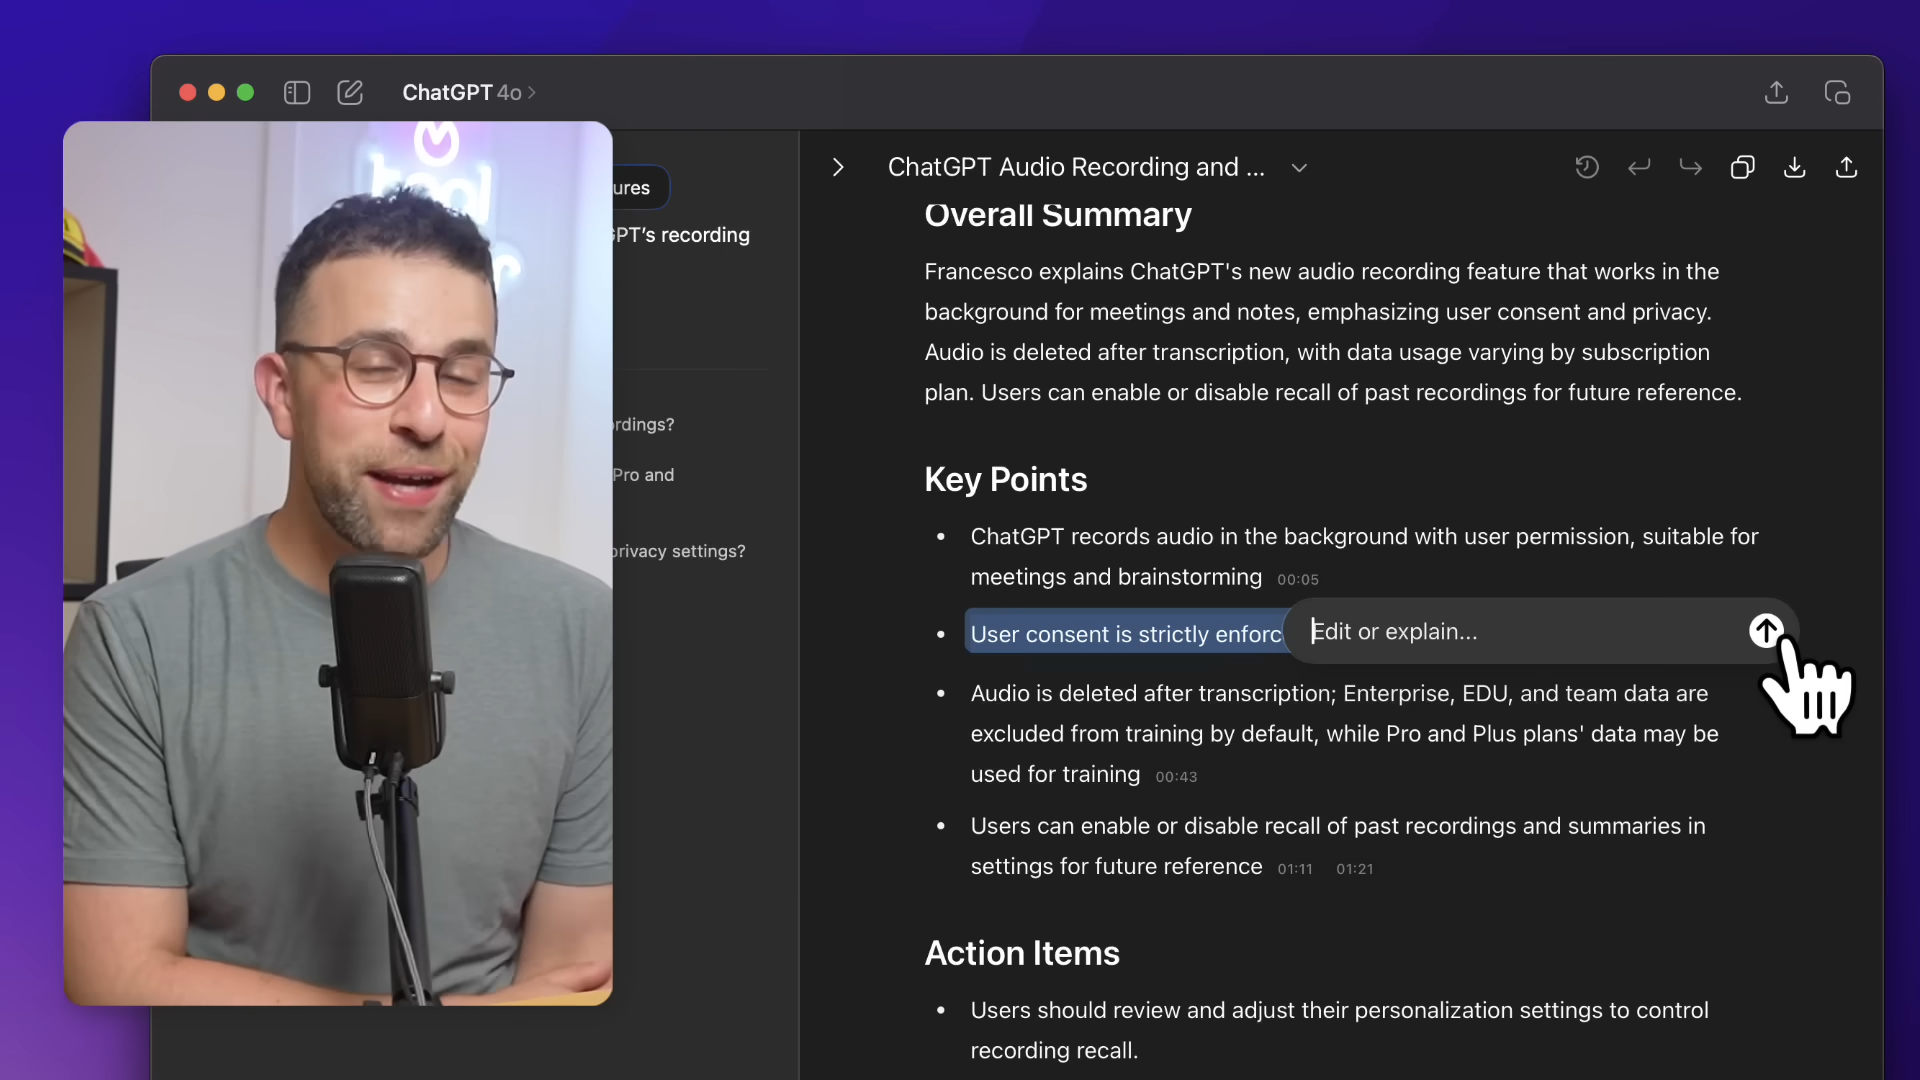 ChatGPT 4o
ures
GPT's recording
ordings?
Pro and
privacy settings?
ChatGPT Audio Recording and ...
Overall Summary
Francesco explains ChatGPT's new audio recording feature that works in the
background for meetings and notes, emphasizing user consent and privacy.
Audio is deleted after transcription, with data usage varying by subscription
plan. Users can enable or disable recall of past recordings for future reference.
Key Points
• ChatGPT records audio in the background with user permission, suitable for
meetings and brainstorming 00:05
• User consent is strictly enforc
Edit or explain...
• Audio is deleted after transcription; Enterprise, EDU, and team data are
excluded from training by default, while Pro and Plus plans' data may be
used for training 00:43
• Users can enable or disable recall of past recordings and summaries in
settings for future reference 01:11 01:21
Action Items
• Users should review and adjust their personalization settings to control
recording recall.